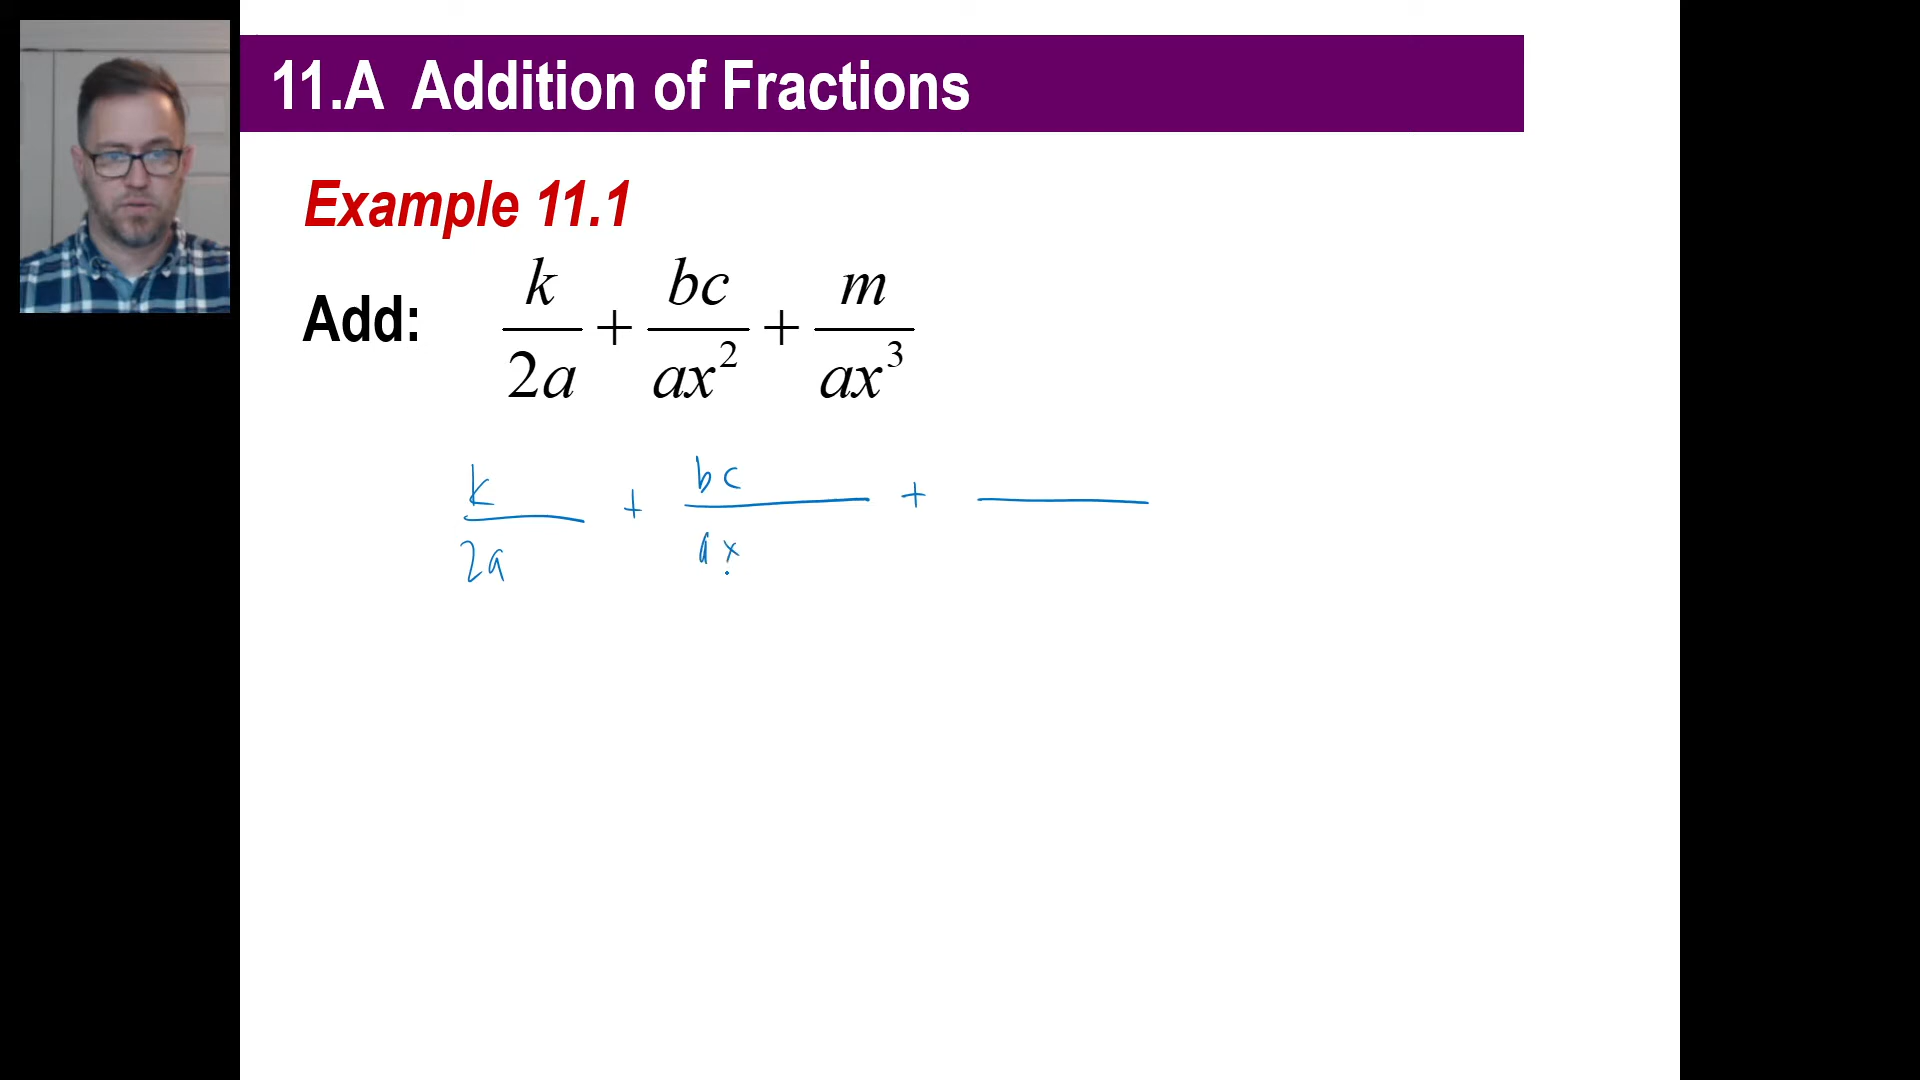 11.A Addition of Fractions
Example 11.1
Add: k/2a + bc/ax² + m/ax³
k/2a + bc/ax +